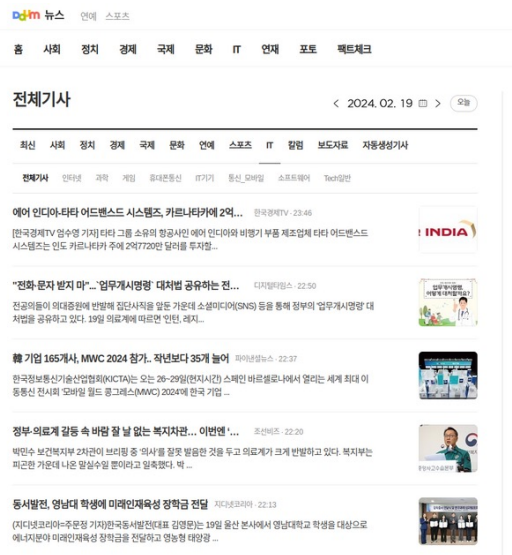 Daum 뉴스 연예 스포츠
홈 사회 정치 경제 국제 문화 IT 연재 포토 팩트체크
전체기사
2024. 02. 19 오늘
최신 사회 정치 경제 국제 문화 연예 스포츠 IT 칼럼 보도자료 자동생성기사
전체기사 인터넷 과학 게임 휴대폰통신 IT기기 통신_모바일 소프트웨어 Tech일반
에어 인디아-타타 어드밴스드 시스템즈, 카르나타카에 2억... 한국경제TV · 23:46
[한국경제TV 엄수영 기자] 타타 그룹 소유의 항공사인 에어 인디아와 비행기 부품 제조업체 타타 어드밴스드
시스템즈는 인도 카르나타카 주에 2억7720만 달러를 투자할...
INDIA
"전화·문자 받지 마"...`업무개시명령` 대처법 공유하는 전... 디지털타임스 · 22:50
전공의들이 의대증원에 반발해 집단사직을 앞둔 가운데 소셜미디어(SNS) 등을 통해 정부의 '업무개시명령' 대
처법을 공유하고 있다. 19일 의료계에 따르면 '인턴, 레지...
업무개시명령,
어떻게 대처할까요?
韓 기업 165개사, MWC 2024 참가.. 작년보다 35개 늘어 파이낸셜뉴스 · 22:37
한국정보통신기술산업협회(KICTA)는 오는 26~29일(현지시간) 스페인 바르셀로나에서 열리는 세계 최대 이
동통신 전시회 '모바일 월드 콩그레스(MWC) 2024'에 한국 기업 ...
정부·의료계 갈등 속 바람 잘 날 없는 복지차관... 이번엔 ‘... 조선비즈 · 22:20
박민수 보건복지부 2차관이 브리핑 중 '의사'를 잘못 발음한 것을 두고 의료계가 크게 반발하고 있다. 복지부는
피곤한 가운데 나온 말실수일 뿐이라고 일축했다. 박 ...
동서발전, 영남대 학생에 미래인재육성 장학금 전달 지디넷코리아 · 22:13
(지디넷코리아=주문정 기자)한국동서발전(대표 김영문)는 19일 울산 본사에서 영남대학교 학생을 대상으로
에너지분야 미래인재육성 장학금을 전달하고 영농형 태양광 ...